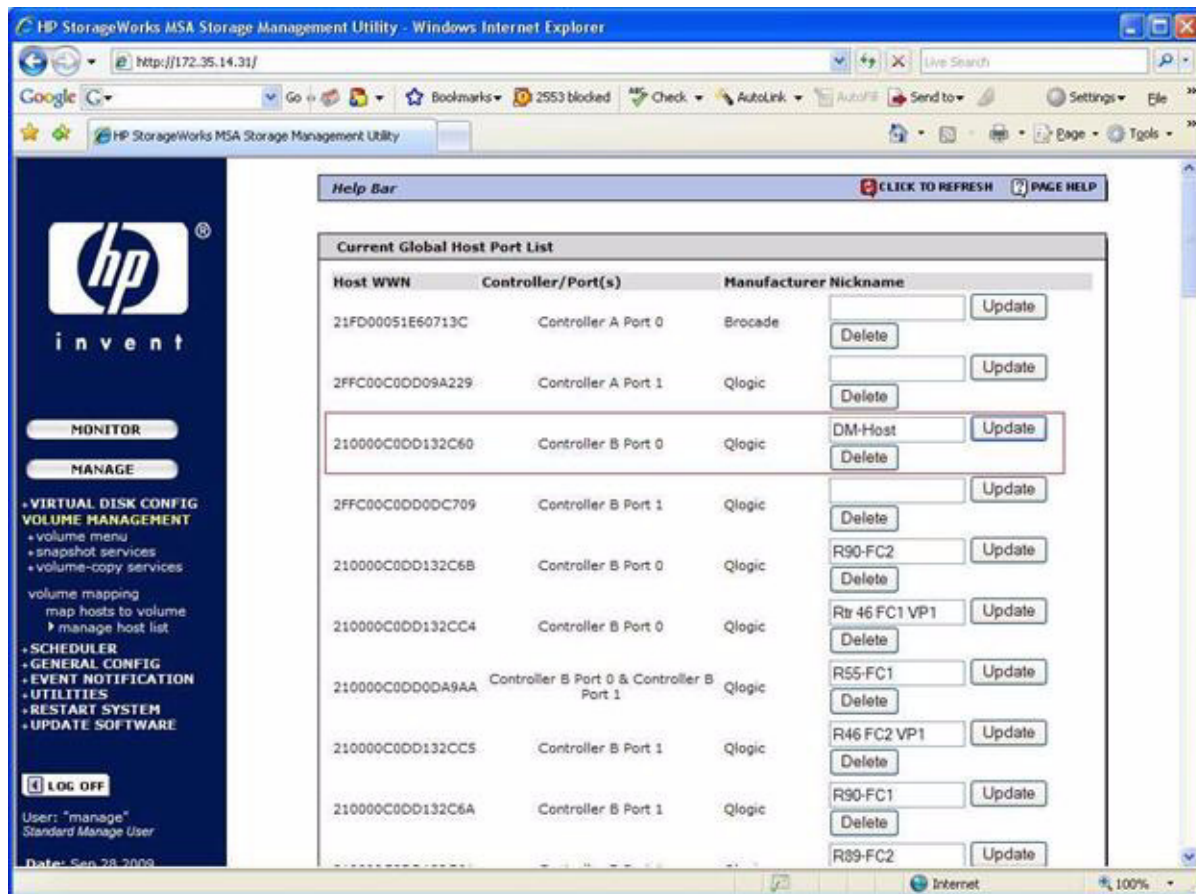 HP StorageWorks MSA Storage Management Utility - Windows Internet Explorer
http://172.35.14.31/
Live Search
Google
Go
Bookmarks
2553 blocked
Check
AutoLink
AutoFill
Send to
Settings
File
HP StorageWorks MSA Storage Management Utility
Page
Tools
Help Bar
CLICK TO REFRESH
PAGE HELP
hp
®
invent
MONITOR
MANAGE
VIRTUAL DISK CONFIG
VOLUME MANAGEMENT
volume menu
snapshot services
volume-copy services
volume mapping
map hosts to volume
manage host list
SCHEDULER
GENERAL CONFIG
EVENT NOTIFICATION
UTILITIES
RESTART SYSTEM
UPDATE SOFTWARE
LOG OFF
User: "manage"
Standard Manage User
Date: Sep 28 2009
Current Global Host Port List
Host WWN Controller/Port(s) Manufacturer Nickname
21FD00051E60713C Controller A Port 0 Brocade Update
Delete
2FFC00C0DD09A229 Controller A Port 1 Qlogic Update
Delete
210000C0DD132C60 Controller B Port 0 Qlogic DM-Host Update
Delete
2FFC00C0DD0DC709 Controller B Port 1 Qlogic Update
Delete
210000C0DD132C6B Controller B Port 0 Qlogic R90-FC2 Update
Delete
210000C0DD132CC4 Controller B Port 0 Qlogic Rtr 46 FC1 VP1 Update
Delete
210000C0DD0DA9AA Controller B Port 0 & Controller B Port 1 Qlogic R55-FC1 Update
Delete
210000C0DD132CC5 Controller B Port 1 Qlogic R46 FC2 VP1 Update
Delete
210000C0DD132C6A Controller B Port 1 Qlogic R90-FC1 Update
Delete
R89-FC2 Update
Internet
100%